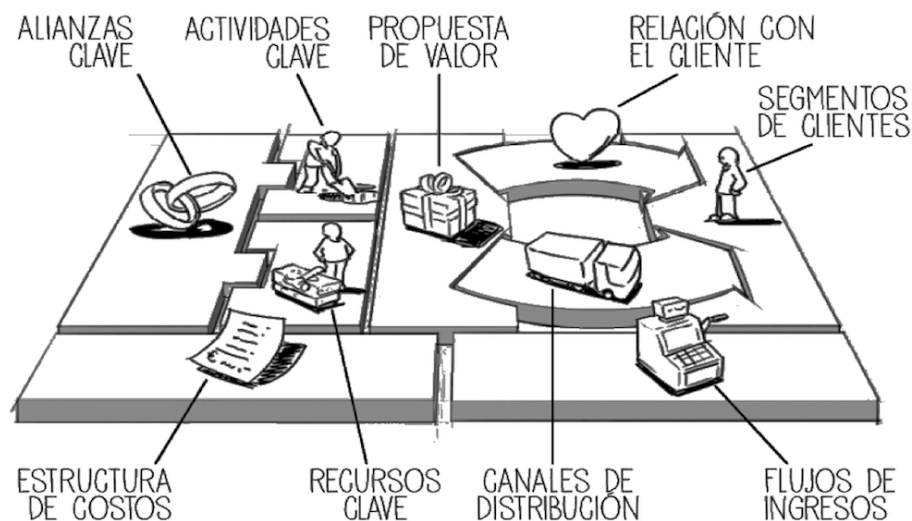 ALIANZAS
CLAVE
ACTIVIDADES
CLAVE
PROPUESTA
DE VALOR
RELACIÓN CON
EL CLIENTE
SEGMENTOS
DE CLIENTES
ESTRUCTURA
DE COSTOS
RECURSOS
CLAVE
CANALES DE
DISTRIBUCIÓN
FLUJOS DE
INGRESOS